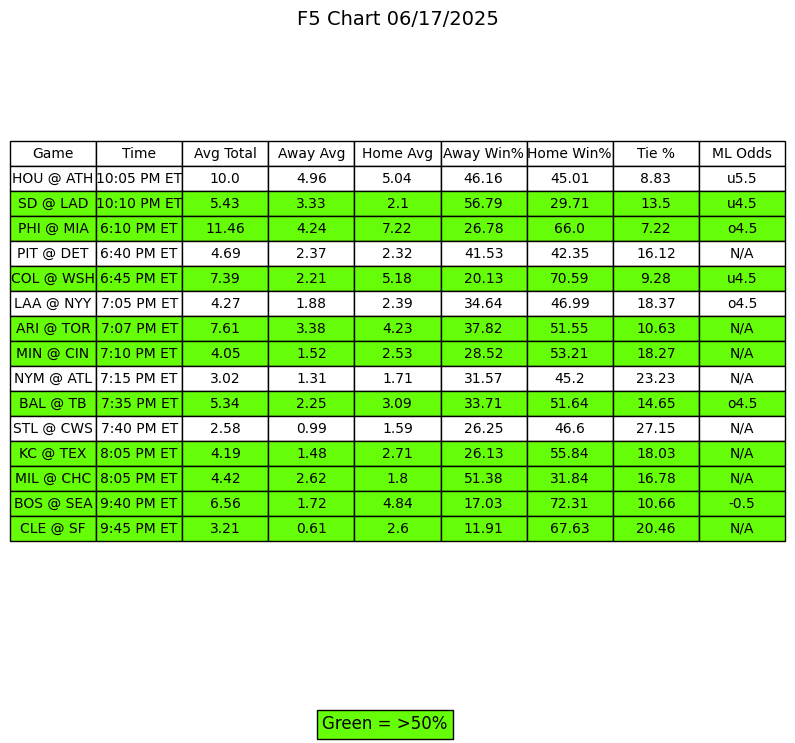 F5 Chart 06/17/2025
Game Time Avg Total Away Avg Home Avg Away Win% Home Win% Tie % ML Odds
HOU @ ATH 10:05 PM ET 10.0 4.96 5.04 46.16 45.01 8.83 u5.5
SD @ LAD 10:10 PM ET 5.43 3.33 2.1 56.79 29.71 13.5 u4.5
PHI @ MIA 6:10 PM ET 11.46 4.24 7.22 26.78 66.0 7.22 o4.5
PIT @ DET 6:40 PM ET 4.69 2.37 2.32 41.53 42.35 16.12 N/A
COL @ WSH 6:45 PM ET 7.39 2.21 5.18 20.13 70.59 9.28 u4.5
LAA @ NYY 7:05 PM ET 4.27 1.88 2.39 34.64 46.99 18.37 o4.5
ARI @ TOR 7:07 PM ET 7.61 3.38 4.23 37.82 51.55 10.63 N/A
MIN @ CIN 7:10 PM ET 4.05 1.52 2.53 28.52 53.21 18.27 N/A
NYM @ ATL 7:15 PM ET 3.02 1.31 1.71 31.57 45.2 23.23 N/A
BAL @ TB 7:35 PM ET 5.34 2.25 3.09 33.71 51.64 14.65 o4.5
STL @ CWS 7:40 PM ET 2.58 0.99 1.59 26.25 46.6 27.15 N/A
KC @ TEX 8:05 PM ET 4.19 1.48 2.71 26.13 55.84 18.03 N/A
MIL @ CHC 8:05 PM ET 4.42 2.62 1.8 51.38 31.84 16.78 N/A
BOS @ SEA 9:40 PM ET 6.56 1.72 4.84 17.03 72.31 10.66 -0.5
CLE @ SF 9:45 PM ET 3.21 0.61 2.6 11.91 67.63 20.46 N/A
Green = >50%